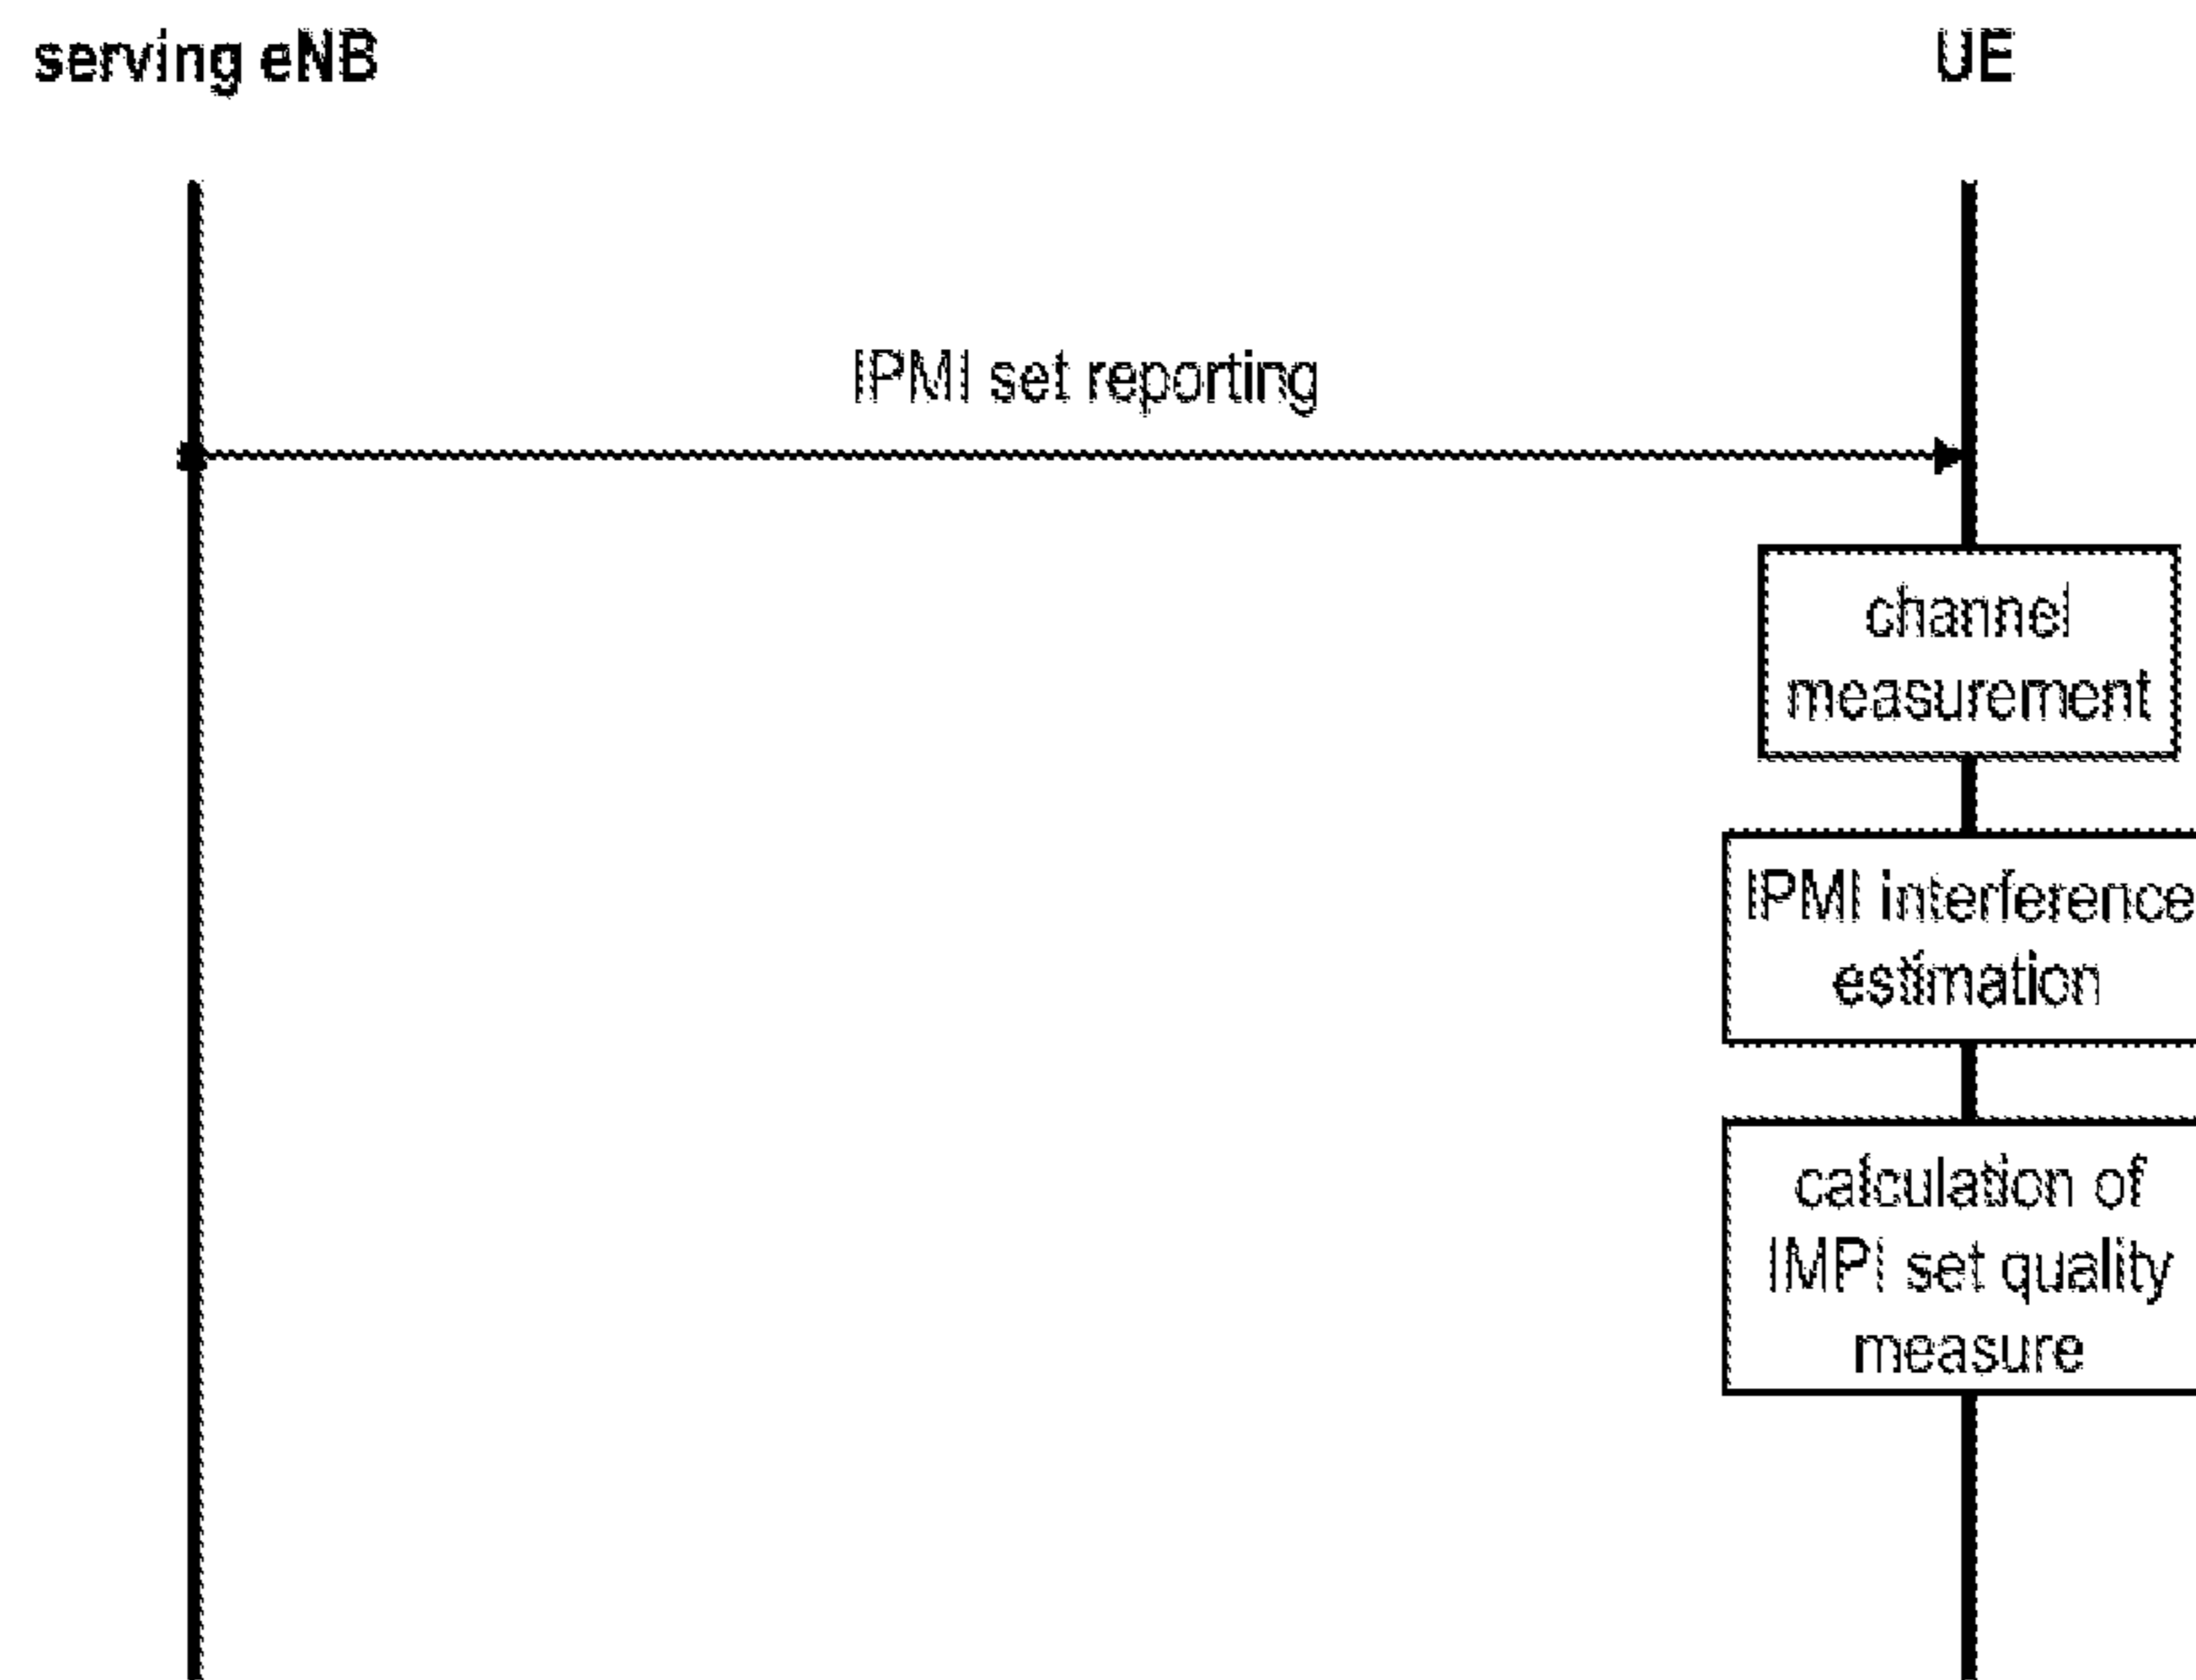 serving eNB
UE
IPMI set reporting
channel
measurement
IPMI interference
estimation
calculation of
IMPI set quality
measure